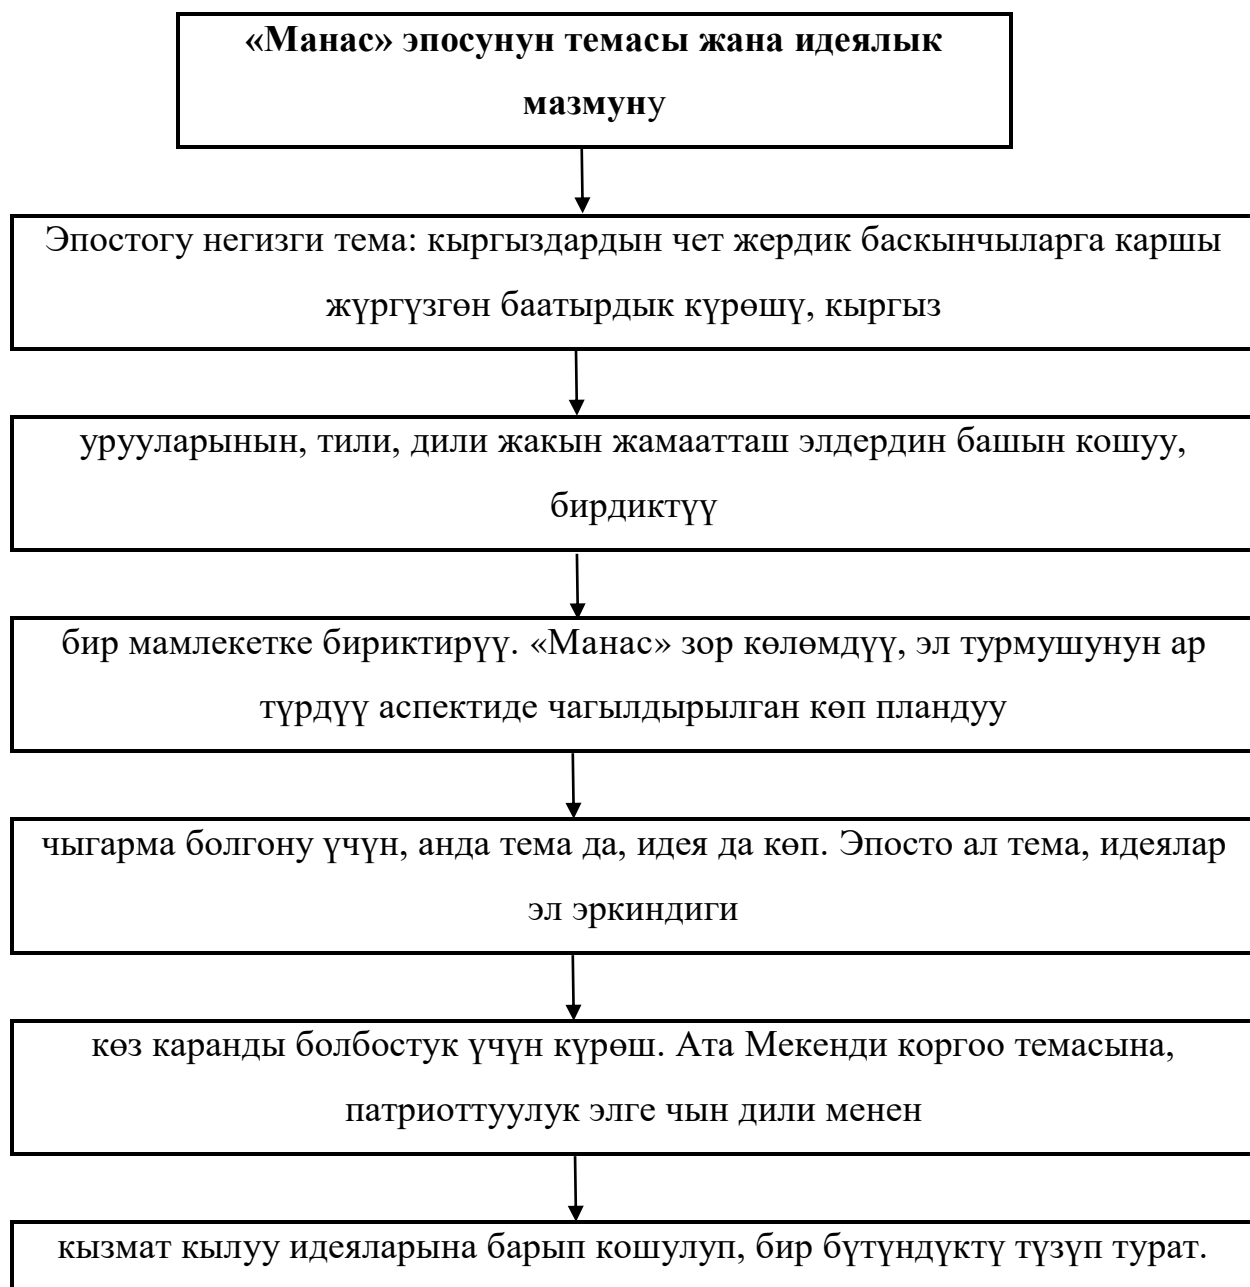 «Манас» эпосунун темасы жана идеялык
мазмуну
Эпостогу негизги тема: кыргыздардын чет жердик баскынчыларга каршы
жүргүзгөн баатырдык күрөшү, кыргыз
урууларынын, тили, дили жакын жамаатташ элдердин башын кошуу,
бирдиктүү
бир мамлекетке бириктирүү. «Манас» зор көлөмдүү, эл турмушунун ар
түрдүү аспектиде чагылдырылган көп пландуу
чыгарма болгону үчүн, анда тема да, идея да көп. Эпосто ал тема, идеялар
эл эркиндиги
көз каранды болбостук үчүн күрөш. Ата Мекенди коргоо темасына,
патриоттуулук элге чын дили менен
кызмат кылуу идеяларына барып кошулуп, бир бүтүндүктү түзүп турат.